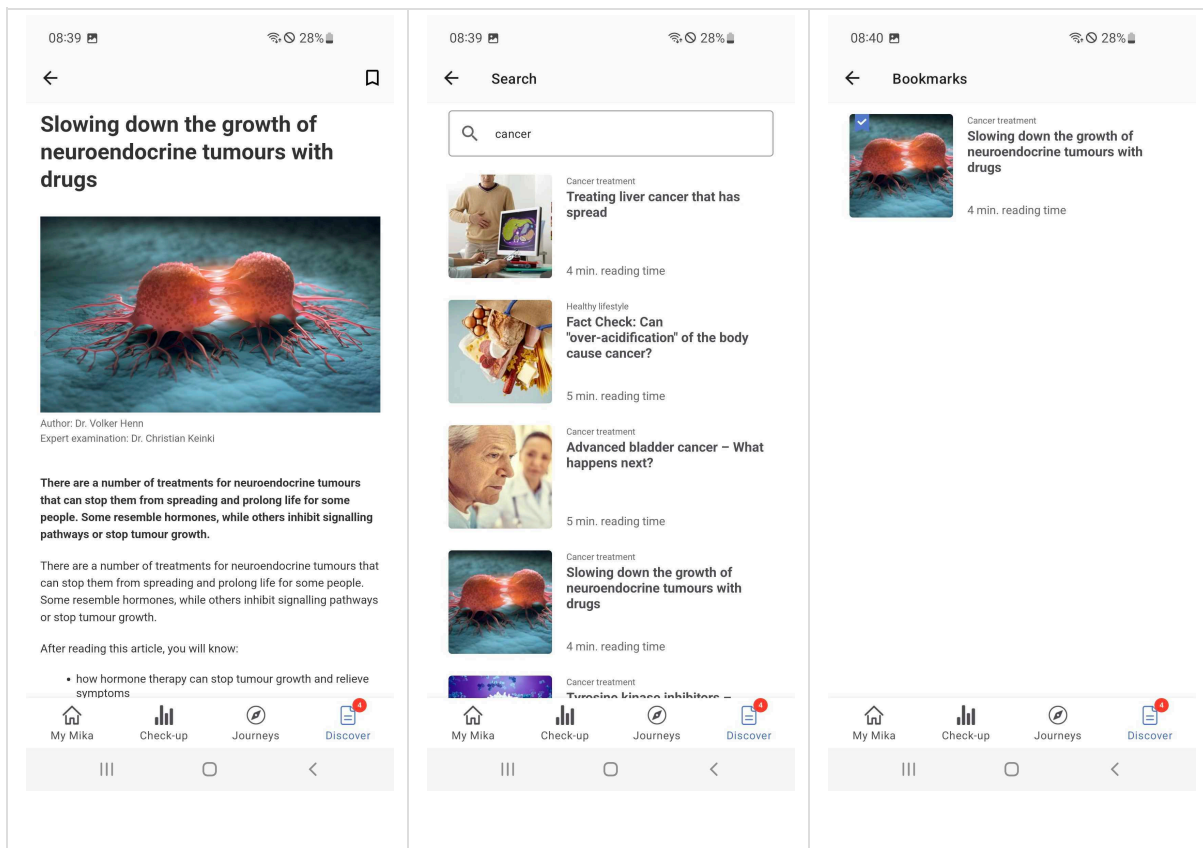 08:39
28%
Slowing down the growth of
neuroendocrine tumours with
drugs
Author: Dr. Volker Henn
Expert examination: Dr. Christian Keinki
There are a number of treatments for neuroendocrine tumours
that can stop them from spreading and prolong life for some
people. Some resemble hormones, while others inhibit signalling
pathways or stop tumour growth.
There are a number of treatments for neuroendocrine tumours that
can stop them from spreading and prolong life for some people.
Some resemble hormones, while others inhibit signalling pathways
or stop tumour growth.
After reading this article, you will know:
• how hormone therapy can stop tumour growth and relieve
symptoms
4
My Mika
Check-up
Journeys
Discover
08:39
28%
Search
cancer
Cancer treatment
Treating liver cancer that has
spread
4 min. reading time
Healthy lifestyle
Fact Check: Can
"over-acidification" of the body
cause cancer?
5 min. reading time
Cancer treatment
Advanced bladder cancer – What
happens next?
5 min. reading time
Cancer treatment
Slowing down the growth of
neuroendocrine tumours with
drugs
4 min. reading time
Cancer treatment
Tyrosine kinase inhibitors –
4
My Mika
Check-up
Journeys
Discover
08:40
28%
Bookmarks
Cancer treatment
Slowing down the growth of
neuroendocrine tumours with
drugs
4 min. reading time
4
My Mika
Check-up
Journeys
Discover